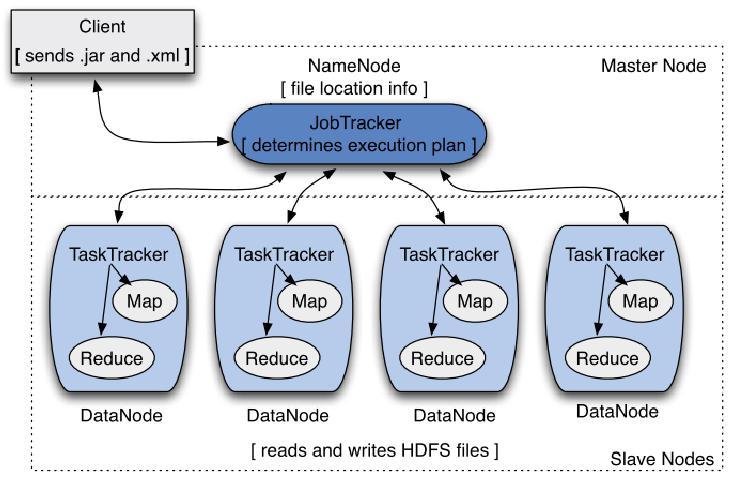 Client
[ sends .jar and .xml ]
NameNode
[ file location info ]
Master Node
JobTracker
[ determines execution plan ]
TaskTracker
Map
Reduce
DataNode
TaskTracker
Map
Reduce
DataNode
TaskTracker
Map
Reduce
DataNode
TaskTracker
Map
Reduce
DataNode
[ reads and writes HDFS files ]
Slave Nodes